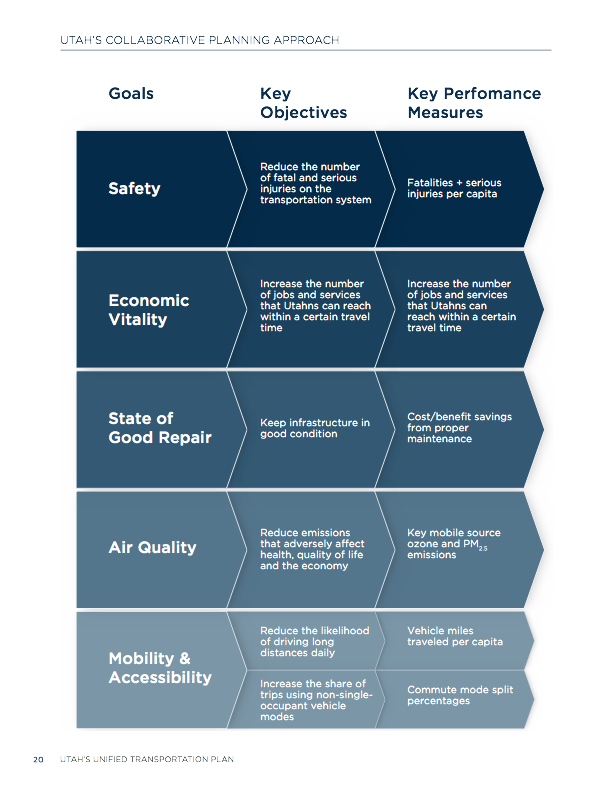 UTAH'S COLLABORATIVE PLANNING APPROACH
Goals
Key
Objectives
Key Perfomance
Measures
Safety
Reduce the number
of fatal and serious
injuries on the
transportation system
Fatalities + serious
injuries per capita
Economic
Vitality
Increase the number
of jobs and services
that Utahns can reach
within a certain travel
time
Increase the number
of jobs and services
that Utahns can
reach within a certain
travel time
State of
Good Repair
Keep infrastructure in
good condition
Cost/benefit savings
from proper
maintenance
Air Quality
Reduce emissions
that adversely affect
health, quality of life
and the economy
Key mobile source
ozone and PM2.5
emissions
Mobility &
Accessibility
Reduce the likelihood
of driving long
distances daily
Vehicle miles
traveled per capita
Increase the share of
trips using non-single-
occupant vehicle
modes
Commute mode split
percentages
20 UTAH'S UNIFIED TRANSPORTATION PLAN